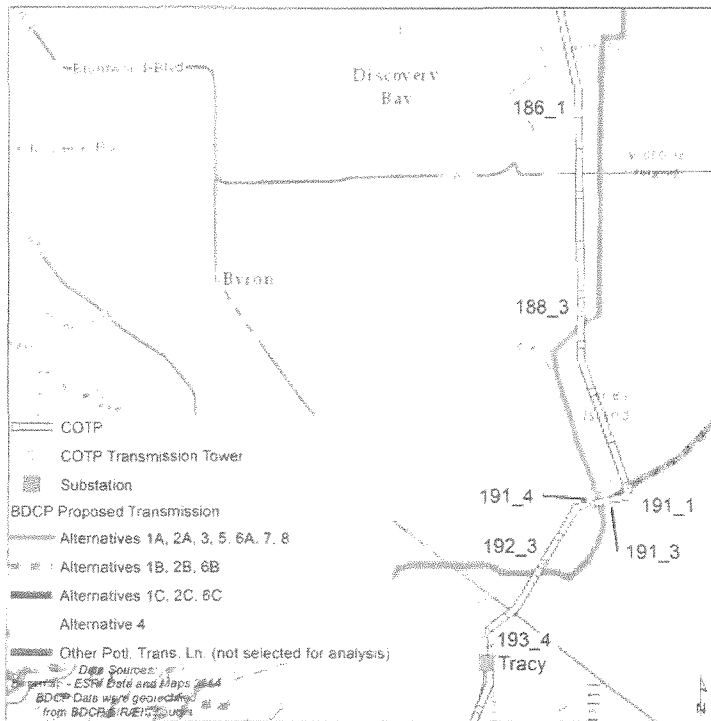 Discovery
Bay
186_1
Byron
188_3
191_4
191_1
191_3
192_3
193_4
Tracy
COTP
COTP Transmission Tower
Substation
BDCP Proposed Transmission
Alternatives 1A, 2A, 3, 5, 6A, 7, 8
Alternatives 1B, 2B, 6B
Alternatives 1C, 2C, 6C
Alternative 4
Other Potl. Trans. Ln. (not selected for analysis)
Data Sources:
- ESRI Data and Maps
BDCP Data were
from BDCP